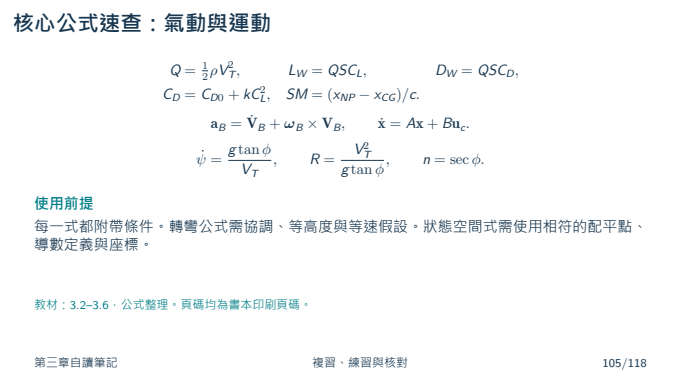 核心公式速查：氣動與運動
Q = ½ρV_T², L_W = QSC_L, D_W = QSC_D,
C_D = C_{D0} + kC_L², SM = (x_{NP} − x_{CG})/c.
a_B = V̇_B + ω_B × V_B, ẋ = Ax + Bu_c.
ψ̇ = g tan ϕ / V_T, R = V_T² / g tan ϕ, n = sec ϕ.
使用前提
每一式都附帶條件。轉彎公式需協調、等高度與等速假設。狀態空間式需使用相符的配平點、
導數定義與座標。
教材：3.2–3.6，公式整理。頁碼均為書本印刷頁碼。
第三章自讀筆記 複習、練習與核對 105/118